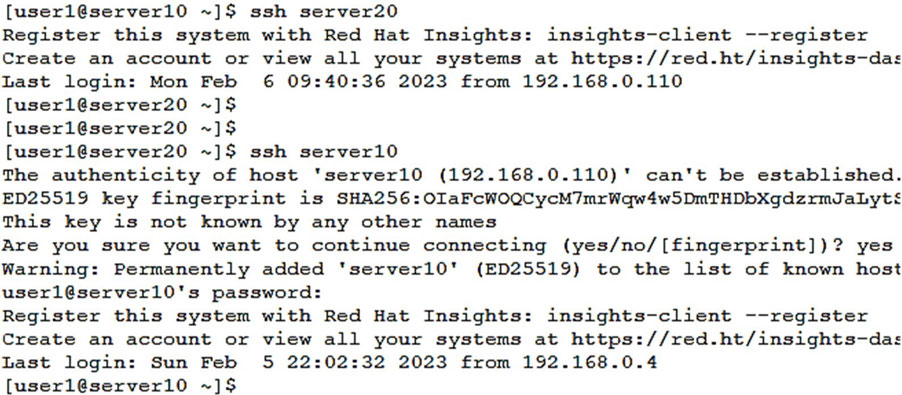 [user1@server10 ~]$ ssh server20
Register this system with Red Hat Insights: insights-client --register
Create an account or view all your systems at https://red.ht/insights-das
Last login: Mon Feb  6 09:40:36 2023 from 192.168.0.110
[user1@server20 ~]$
[user1@server20 ~]$
[user1@server20 ~]$ ssh server10
The authenticity of host 'server10 (192.168.0.110)' can't be established.
ED25519 key fingerprint is SHA256:OIaFcWOQCycM7mrWqw4w5DmTHDbXgdzrmJaLytS
This key is not known by any other names
Are you sure you want to continue connecting (yes/no/[fingerprint])? yes
Warning: Permanently added 'server10' (ED25519) to the list of known host
user1@server10's password:
Register this system with Red Hat Insights: insights-client --register
Create an account or view all your systems at https://red.ht/insights-das
Last login: Sun Feb  5 22:02:32 2023 from 192.168.0.4
[user1@server10 ~]$